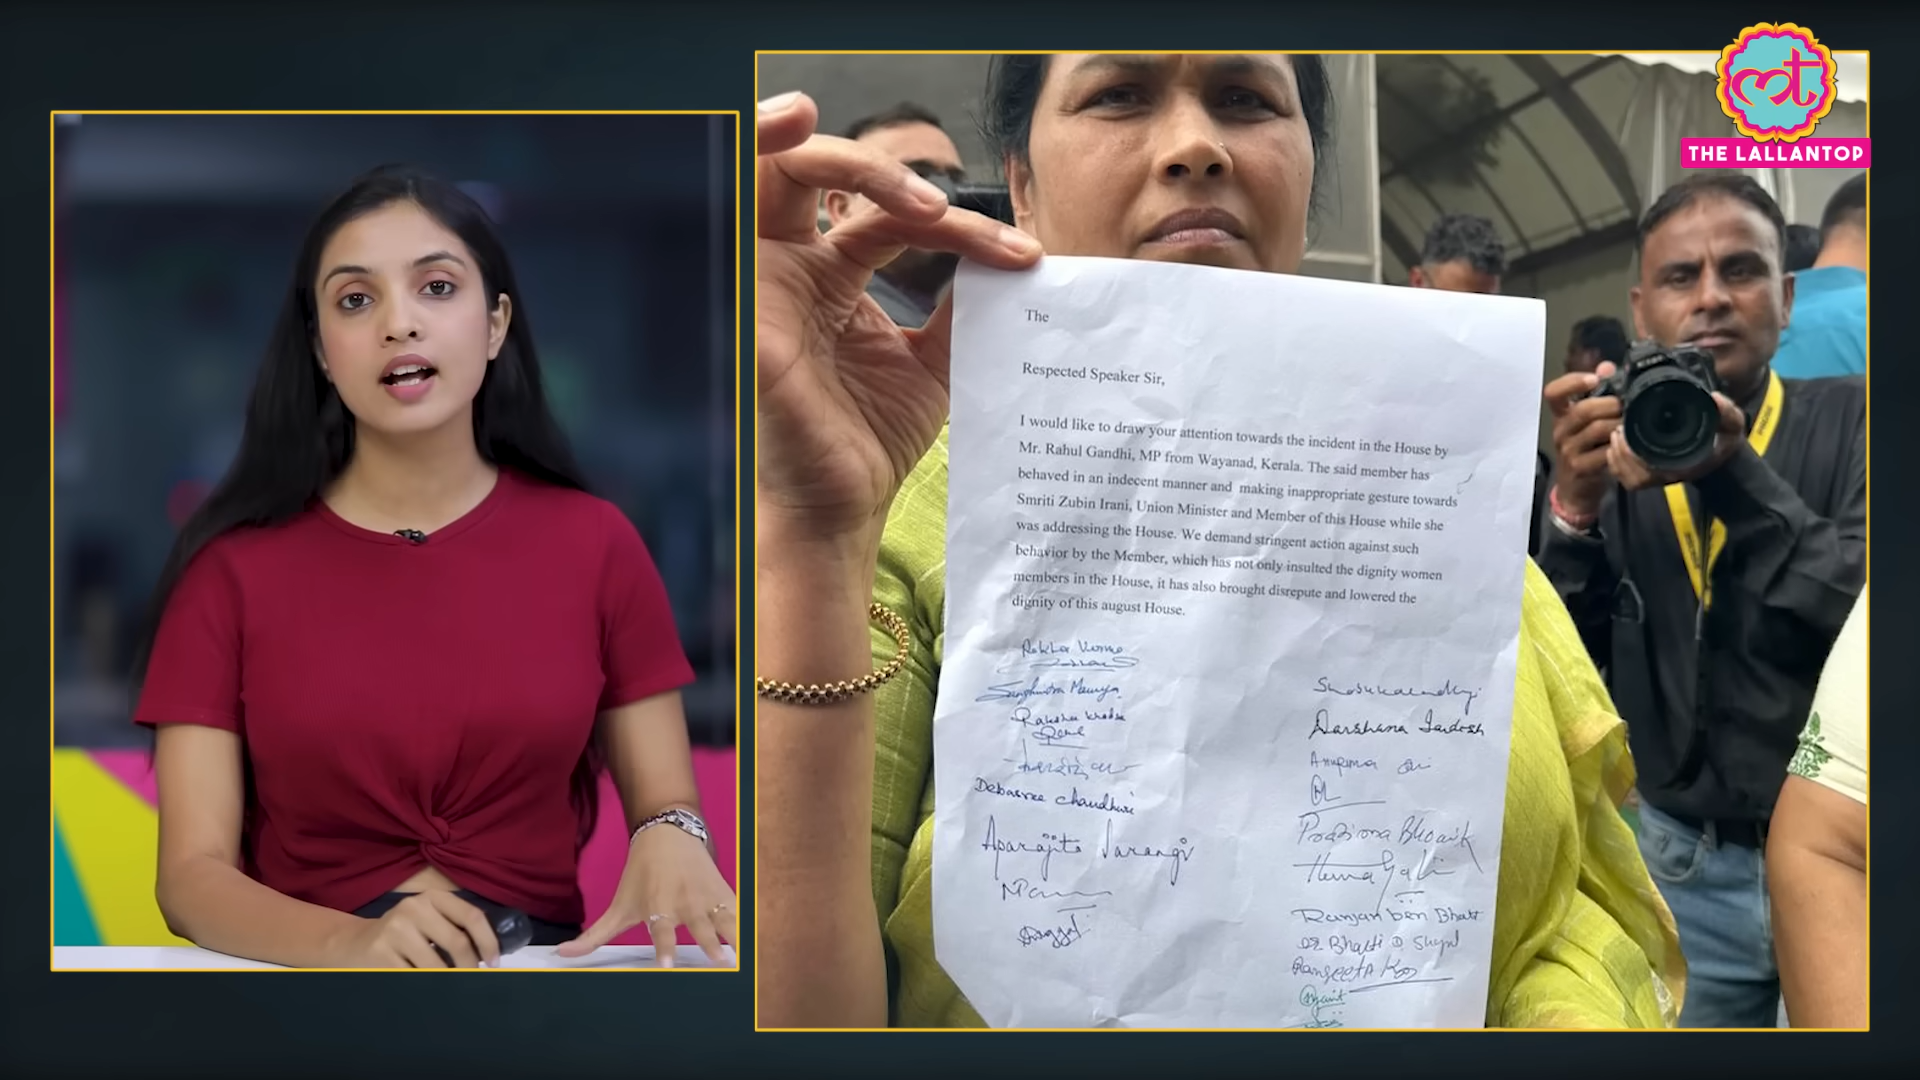 THE LALLANTOP
The
Respected Speaker Sir,
I would like to draw your attention towards the incident in the House by
Mr. Rahul Gandhi, MP from Wayanad, Kerala. The said member has
behaved in an indecent manner and making inappropriate gesture towards
Smriti Zubin Irani, Union Minister and Member of this House while she
was addressing the House. We demand stringent action against such
behavior by the Member, which has not only insulted the dignity women
members in the House, it has also brought disrepute and lowered the
dignity of this august House.
Rekha Verma
Sanghmitra Maurya
Raksha Khadse
Debasree Chaudhuri
Aparajita Sarangi
Darshana Jardosh
Pratima Bhoumik
Ranjanben Bhatt